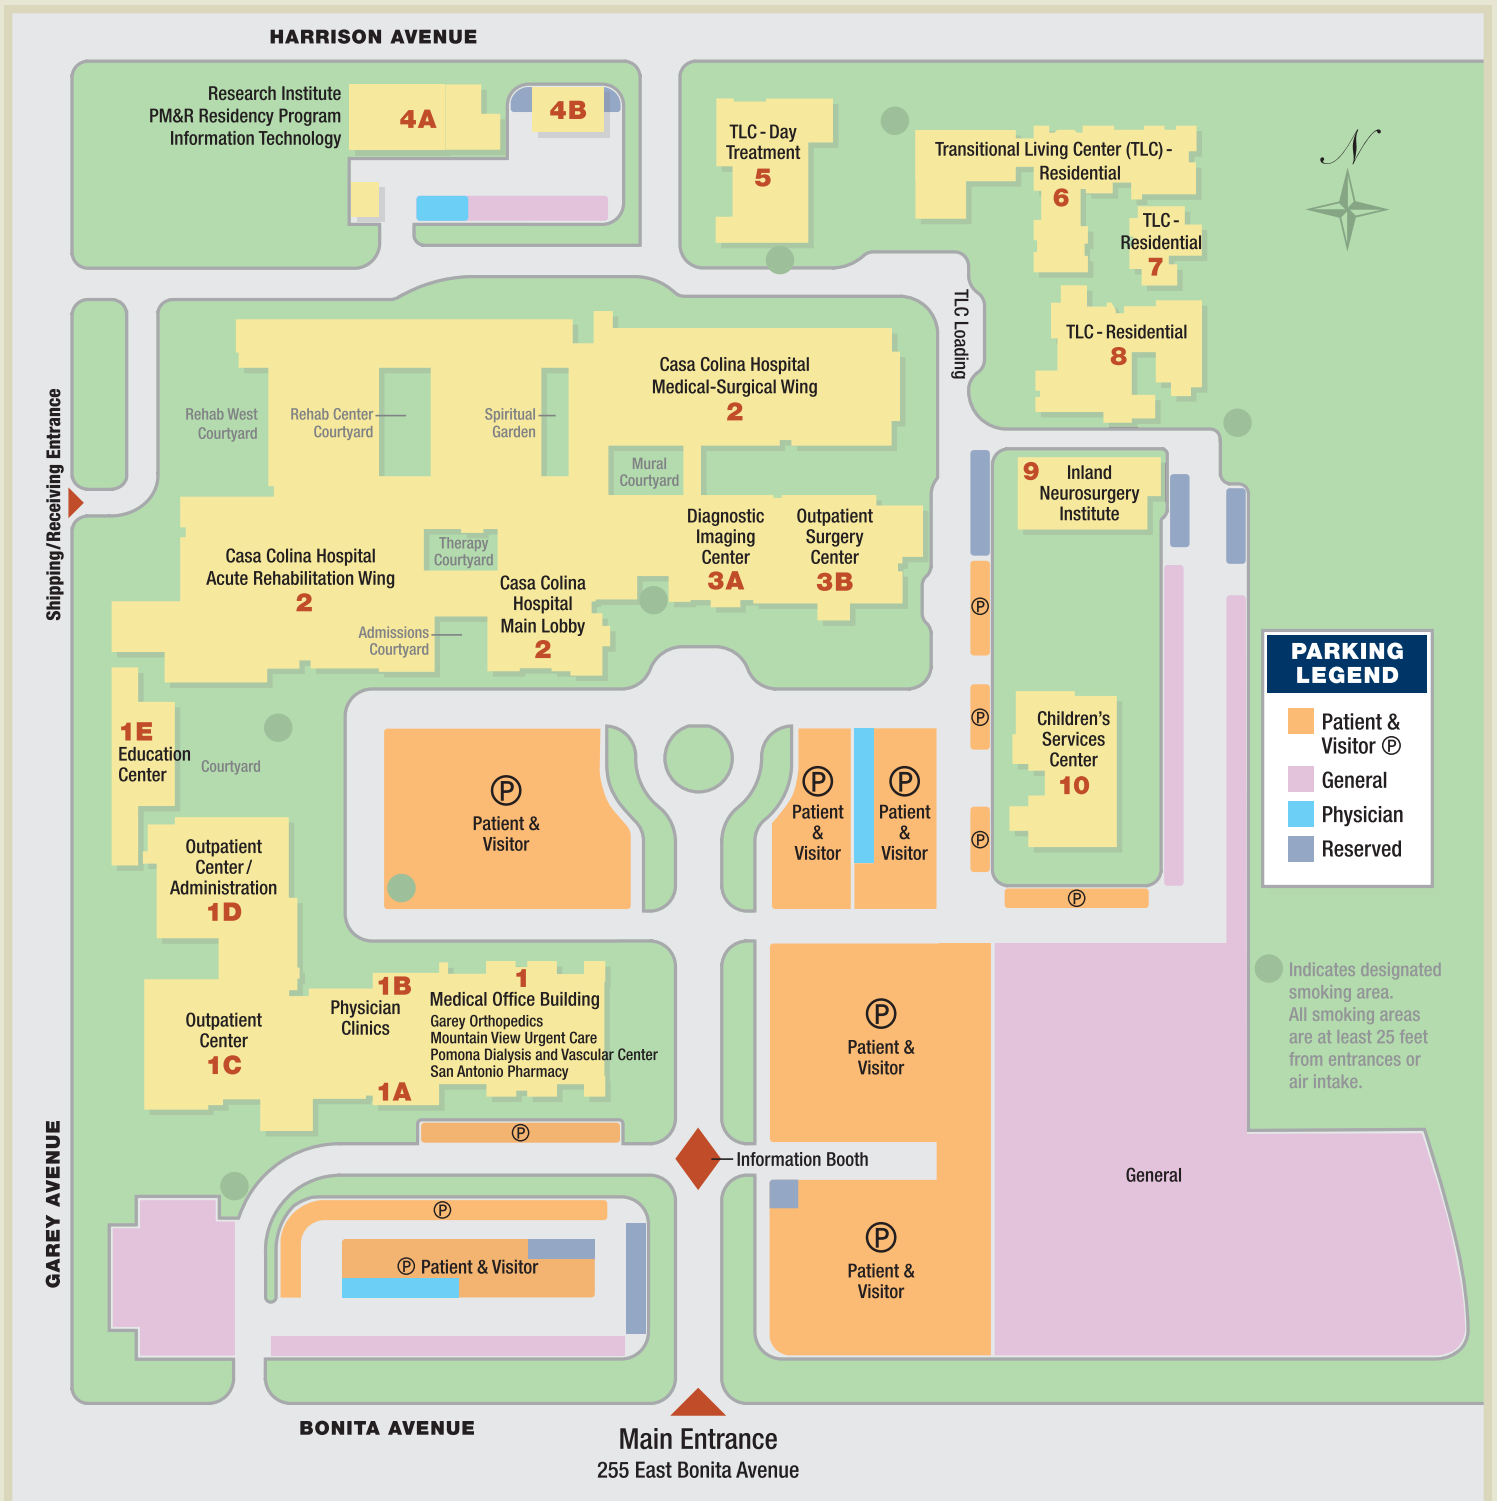 HARRISON AVENUE
Research Institute
PM&R Residency Program
Information Technology
4A
4B
TLC - Day
Treatment
5
Transitional Living Center (TLC) -
Residential
6
TLC -
Residential
7
N
TLC Loading
TLC - Residential
8
Shipping/Receiving Entrance
Casa Colina Hospital
Medical-Surgical Wing
2
Rehab West
Courtyard
Rehab Center
Courtyard
Spiritual
Garden
Mural
Courtyard
9
Inland
Neurosurgery
Institute
Diagnostic
Imaging
Center
3A
Outpatient
Surgery
Center
3B
Therapy
Courtyard
Casa Colina Hospital
Acute Rehabilitation Wing
2
Casa Colina
Hospital
Main Lobby
2
Admissions
Courtyard
P
PARKING
LEGEND
Patient &
Visitor P
General
Physician
Reserved
1E
Education
Center
Courtyard
P
Patient &
Visitor
P
Patient
&
Visitor
P
Patient
&
Visitor
P
Children's
Services
Center
10
P
P
Outpatient
Center /
Administration
1D
Indicates designated
smoking area.
All smoking areas
are at least 25 feet
from entrances or
air intake.
Outpatient
Center
1C
1B
Physician
Clinics
1A
1
Medical Office Building
Garey Orthopedics
Mountain View Urgent Care
Pomona Dialysis and Vascular Center
San Antonio Pharmacy
P
Patient &
Visitor
GAREY AVENUE
P
Information Booth
General
P
P Patient & Visitor
P
Patient &
Visitor
BONITA AVENUE
Main Entrance
255 East Bonita Avenue